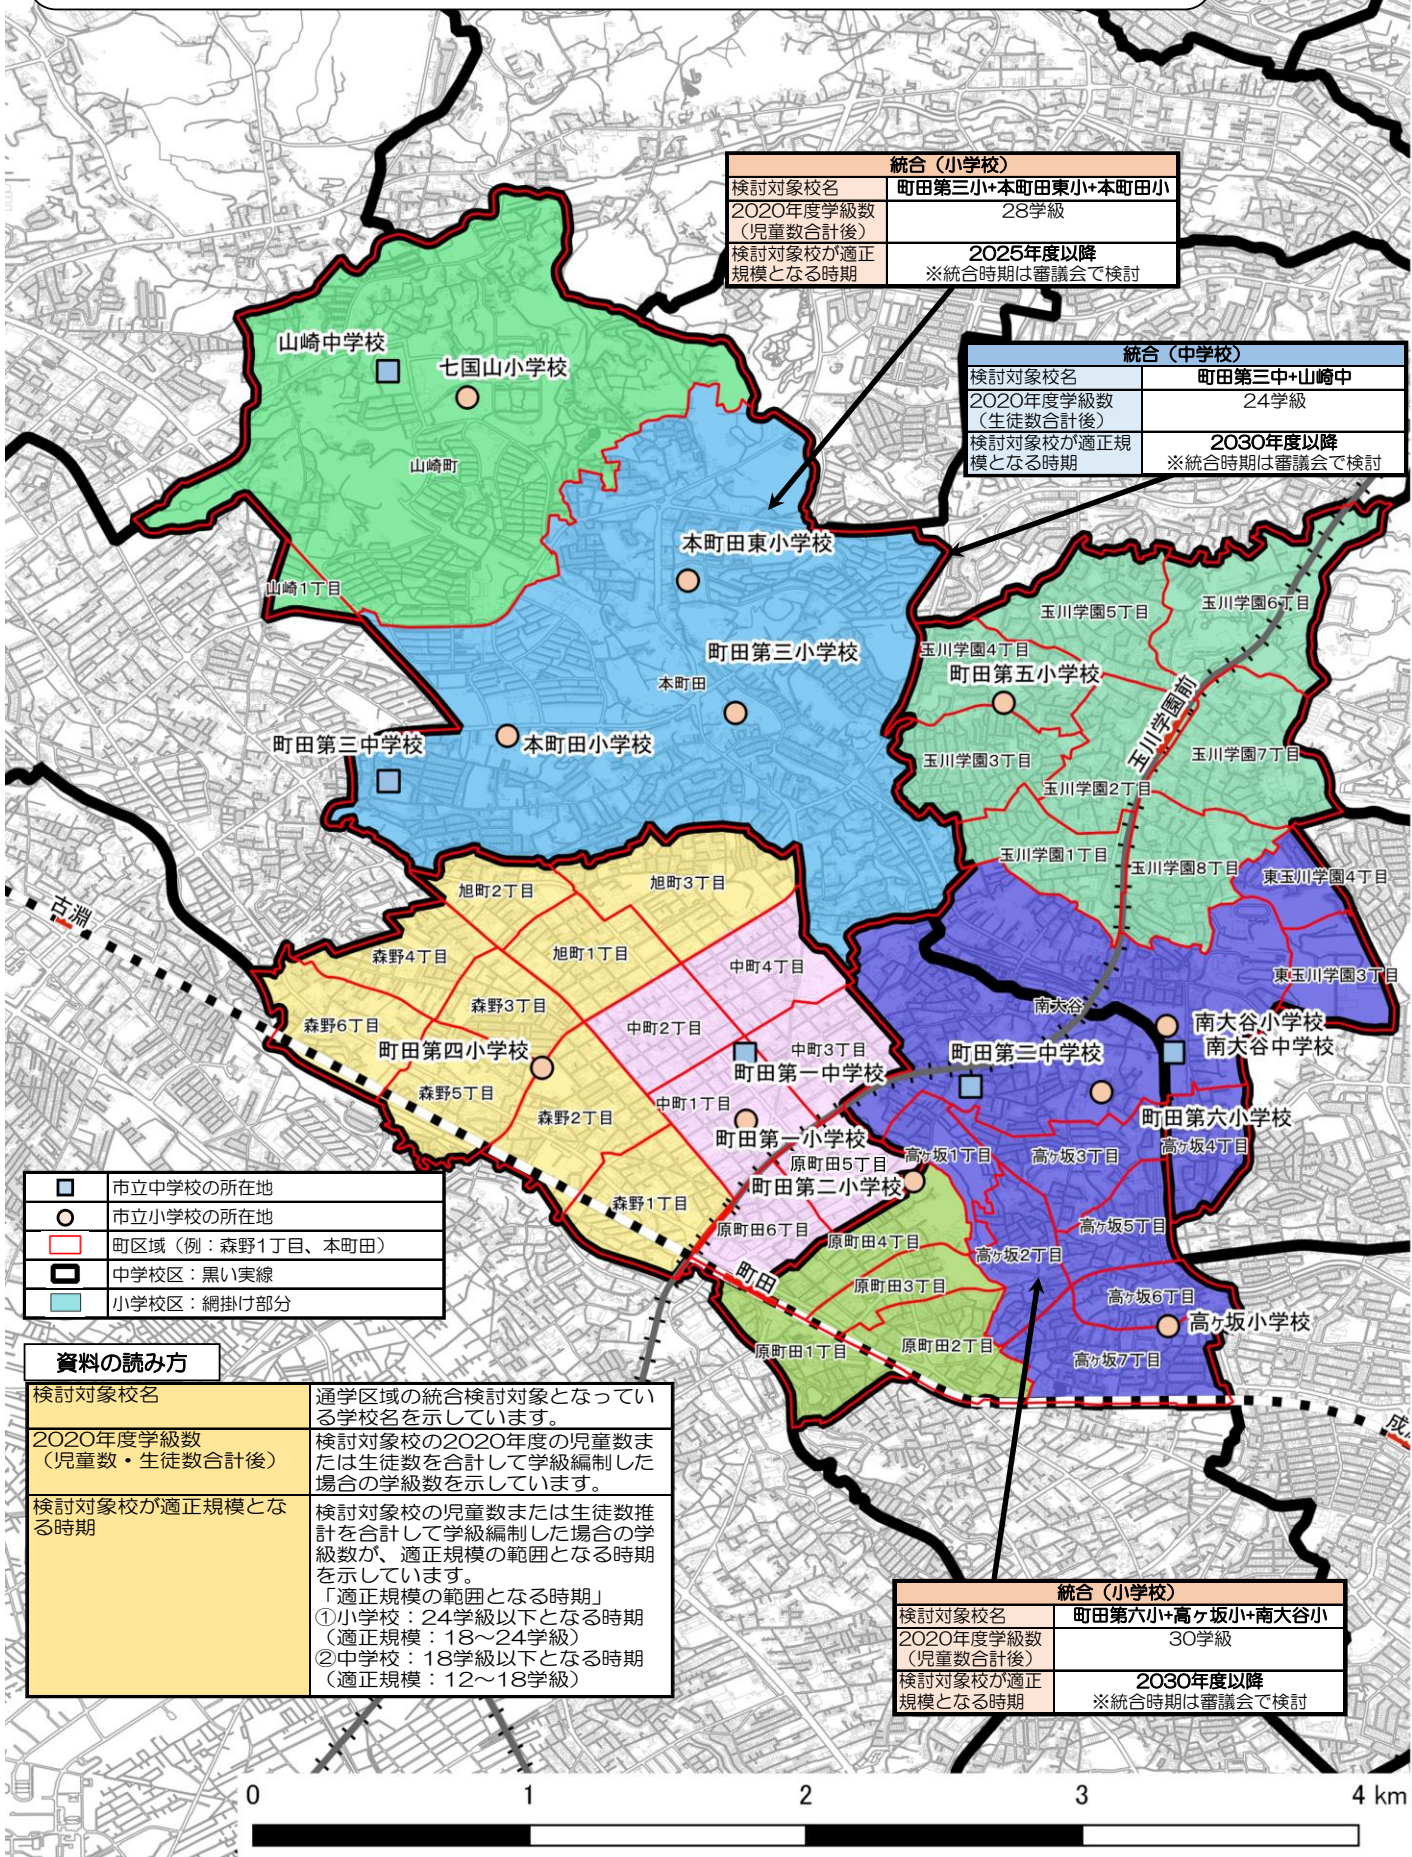 統合（小学校）
検討対象校名 町田第三小+本町田東小+本町田小
2020年度学級数
（児童数合計後） 28学級
検討対象校が適正
規模となる時期 2025年度以降
※統合時期は審議会で検討
統合（中学校）
検討対象校名 町田第三中+山崎中
2020年度学級数
（生徒数合計後） 24学級
検討対象校が適正規
模となる時期 2030年度以降
※統合時期は審議会で検討
山崎中学校
七国山小学校
山崎町
本町田東小学校
山崎1丁目
玉川学園5丁目
玉川学園6丁目
玉川学園4丁目
町田第三小学校
町田第五小学校
本町田
玉川学園前
町田第三中学校
本町田小学校
玉川学園3丁目
玉川学園7丁目
玉川学園2丁目
玉川学園1丁目
玉川学園8丁目
東玉川学園4丁目
旭町2丁目
旭町3丁目
古淵
森野4丁目
旭町1丁目
中町4丁目
東玉川学園3丁目
森野3丁目
南大谷
森野6丁目
中町2丁目
南大谷小学校
町田第四小学校
中町3丁目
町田第二中学校
南大谷中学校
町田第一中学校
森野5丁目
中町1丁目
森野2丁目
町田第六小学校
町田第一小学校
高ヶ坂1丁目
高ヶ坂3丁目
高ヶ坂4丁目
原町田5丁目
町田第二小学校
森野1丁目
原町田6丁目
原町田4丁目
高ヶ坂5丁目
高ヶ坂2丁目
町田
原町田3丁目
高ヶ坂6丁目
高ヶ坂小学校
原町田1丁目
原町田2丁目
高ヶ坂7丁目
市立中学校の所在地
市立小学校の所在地
町区域（例：森野1丁目、本町田）
中学校区：黒い実線
小学校区：網掛け部分
資料の読み方
検討対象校名 通学区域の統合検討対象となってい
る学校名を示しています。
2020年度学級数
（児童数・生徒数合計後） 検討対象校の2020年度の児童数ま
たは生徒数を合計して学級編制した
場合の学級数を示しています。
検討対象校が適正規模とな
る時期
検討対象校の児童数または生徒数推
計を合計して学級編制した場合の学
級数が、適正規模の範囲となる時期
を示しています。
「適正規模の範囲となる時期」
①小学校：24学級以下となる時期
（適正規模：18～24学級）
②中学校：18学級以下となる時期
（適正規模：12～18学級）
統合（小学校）
検討対象校名 町田第六小+高ヶ坂小+南大谷小
2020年度学級数
（児童数合計後） 30学級
検討対象校が適正
規模となる時期 2030年度以降
※統合時期は審議会で検討
0 1 2 3 4 km